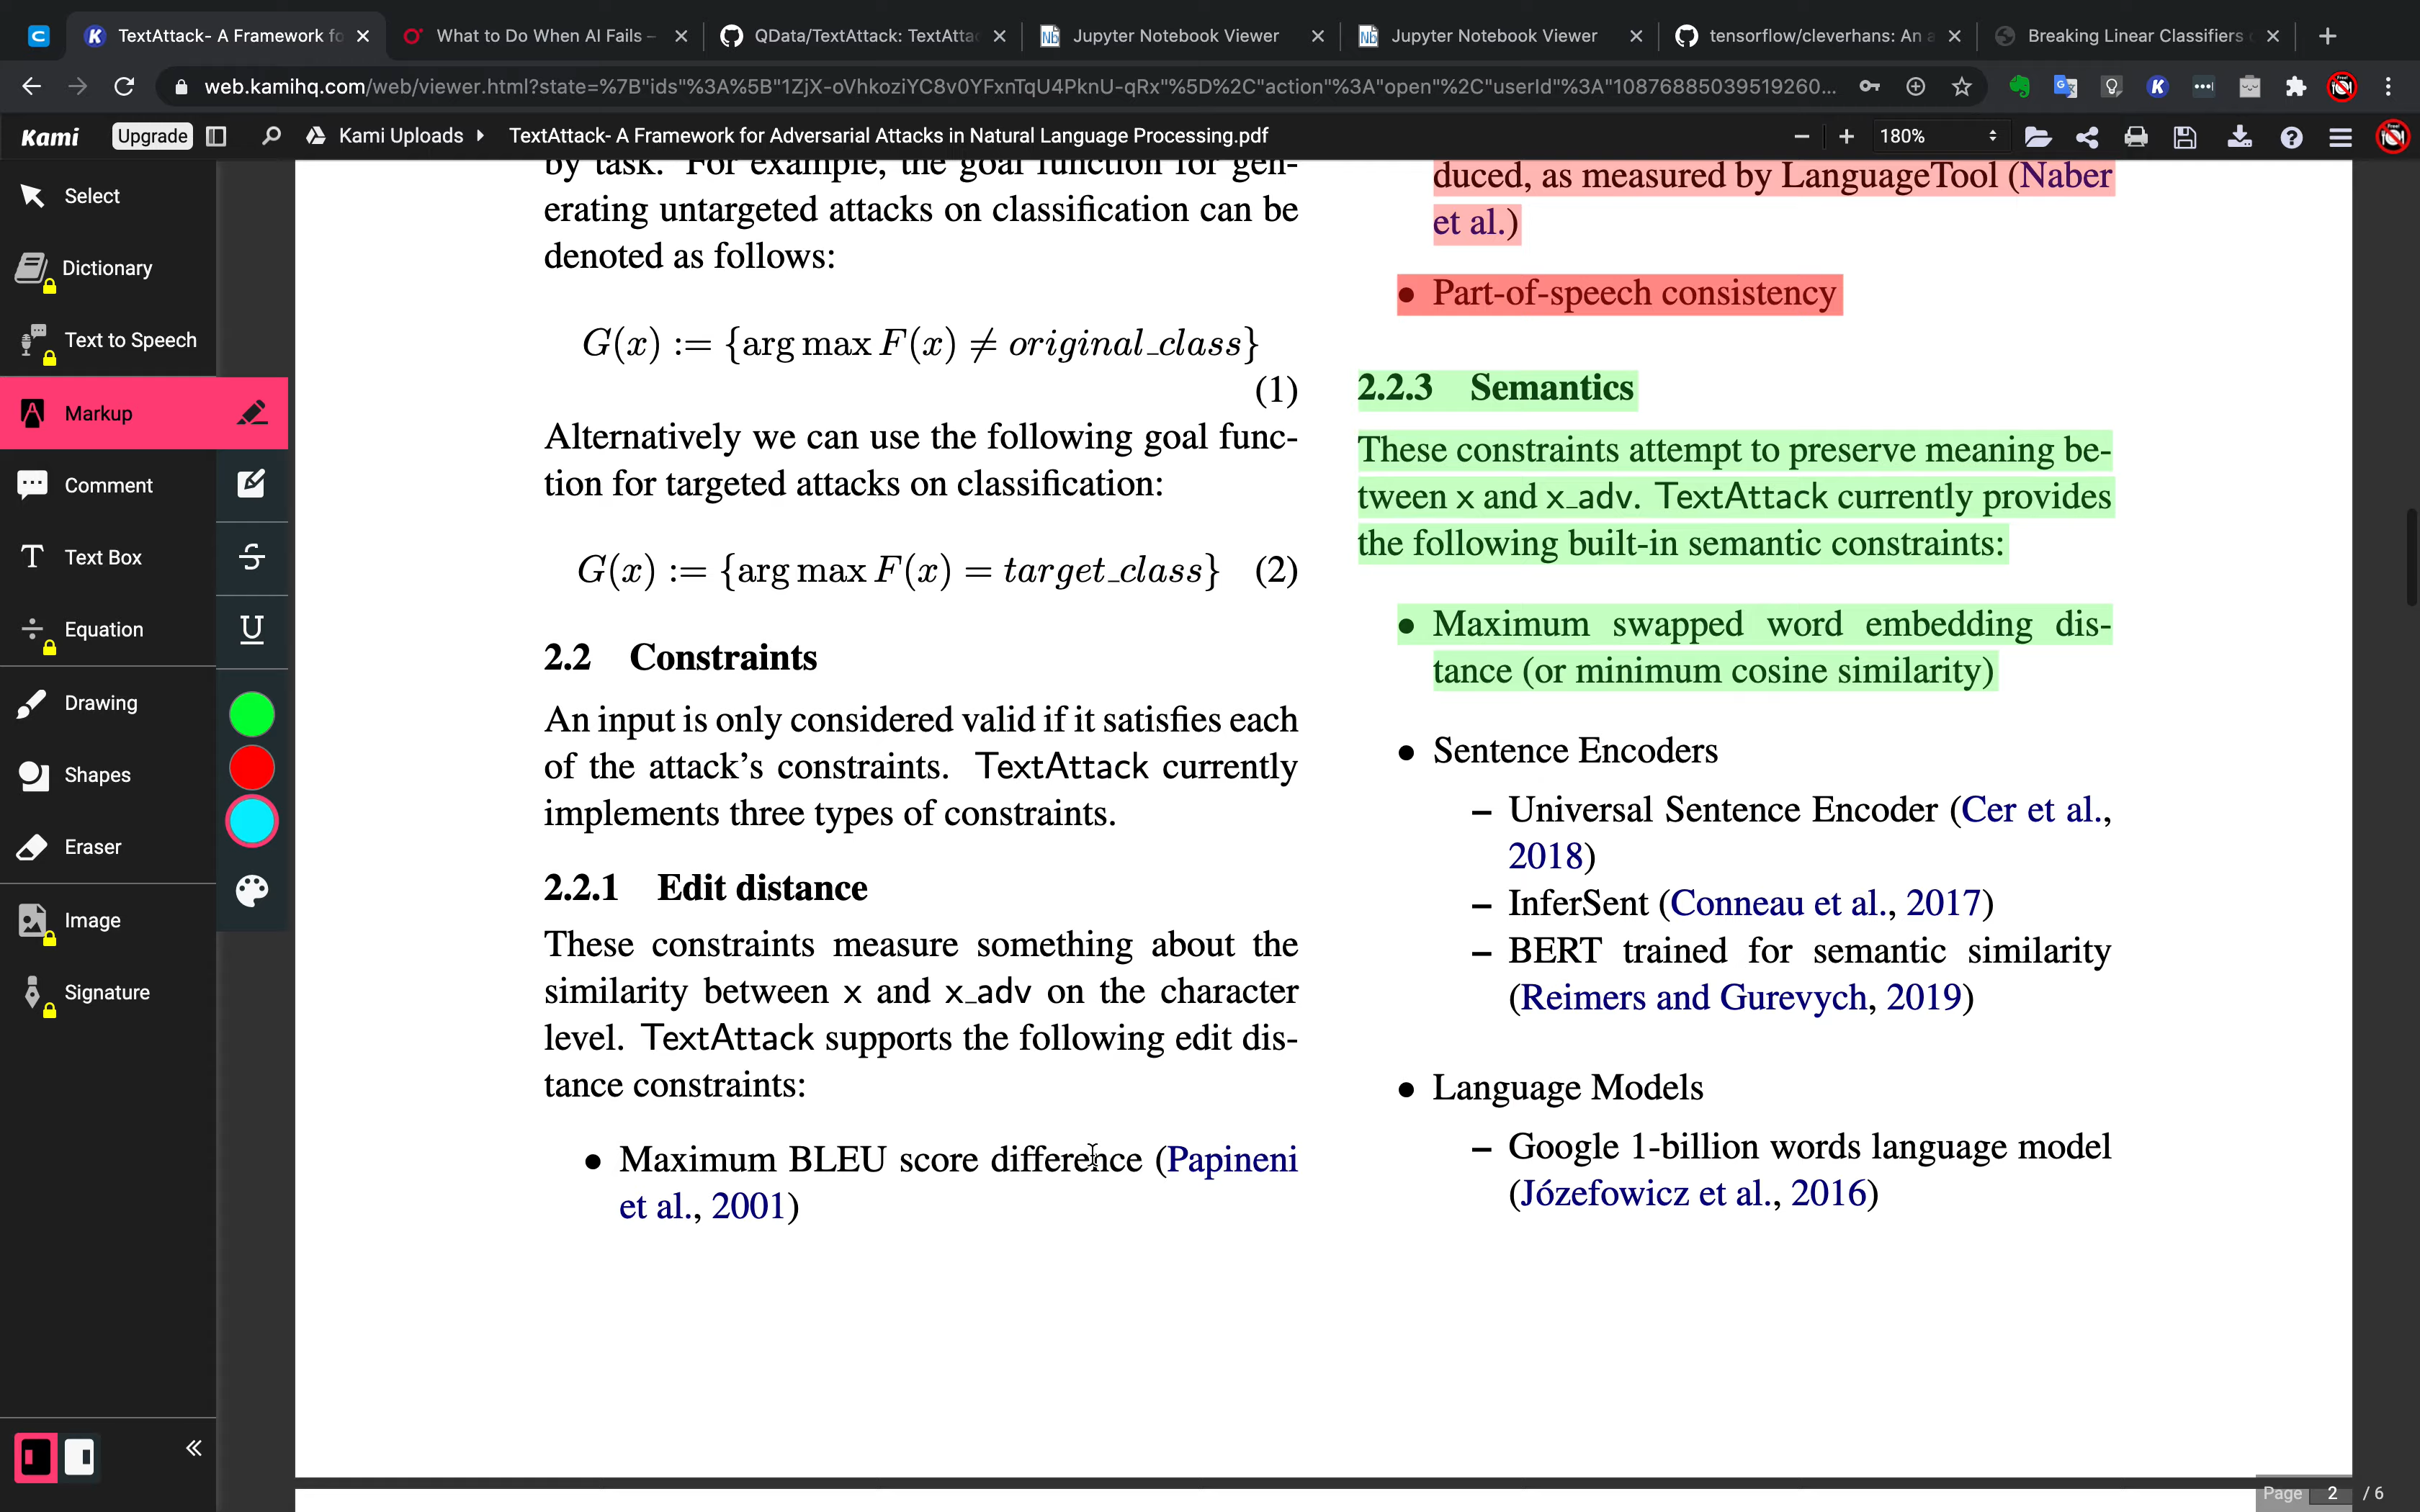 TextAttack- A Framework fo
What to Do When AI Fails –
QData/TextAttack: TextAttac
Jupyter Notebook Viewer
Jupyter Notebook Viewer
tensorflow/cleverhans: An a
Breaking Linear Classifiers
web.kamihq.com/web/viewer.html?state=%7B"ids"%3A%5B"1ZjX-oVhkoziYC8v0YFxnTqU4PknU-qRx"%5D%2C"action"%3A"open"%2C"userId"%3A"10876885039519260...
Kami
Upgrade
Kami Uploads
TextAttack- A Framework for Adversarial Attacks in Natural Language Processing.pdf
180%
Select
Dictionary
Text to Speech
Markup
Comment
Text Box
Equation
Drawing
Shapes
Eraser
Image
Signature
by task. For example, the goal function for gen-
erating untargeted attacks on classification can be
denoted as follows:
G(x) := {arg max F(x) ≠ original_class}
(1)
Alternatively we can use the following goal func-
tion for targeted attacks on classification:
G(x) := {arg max F(x) = target_class} (2)
2.2 Constraints
An input is only considered valid if it satisfies each
of the attack's constraints. TextAttack currently
implements three types of constraints.
2.2.1 Edit distance
These constraints measure something about the
similarity between x and x_adv on the character
level. TextAttack supports the following edit dis-
tance constraints:
• Maximum BLEU score difference (Papineni
et al., 2001)
duced, as measured by LanguageTool (Naber
et al.)
• Part-of-speech consistency
2.2.3 Semantics
These constraints attempt to preserve meaning be-
tween x and x_adv. TextAttack currently provides
the following built-in semantic constraints:
• Maximum swapped word embedding dis-
tance (or minimum cosine similarity)
• Sentence Encoders
– Universal Sentence Encoder (Cer et al.,
2018)
– InferSent (Conneau et al., 2017)
– BERT trained for semantic similarity
(Reimers and Gurevych, 2019)
• Language Models
– Google 1-billion words language model
(Józefowicz et al., 2016)
Page 2 / 6